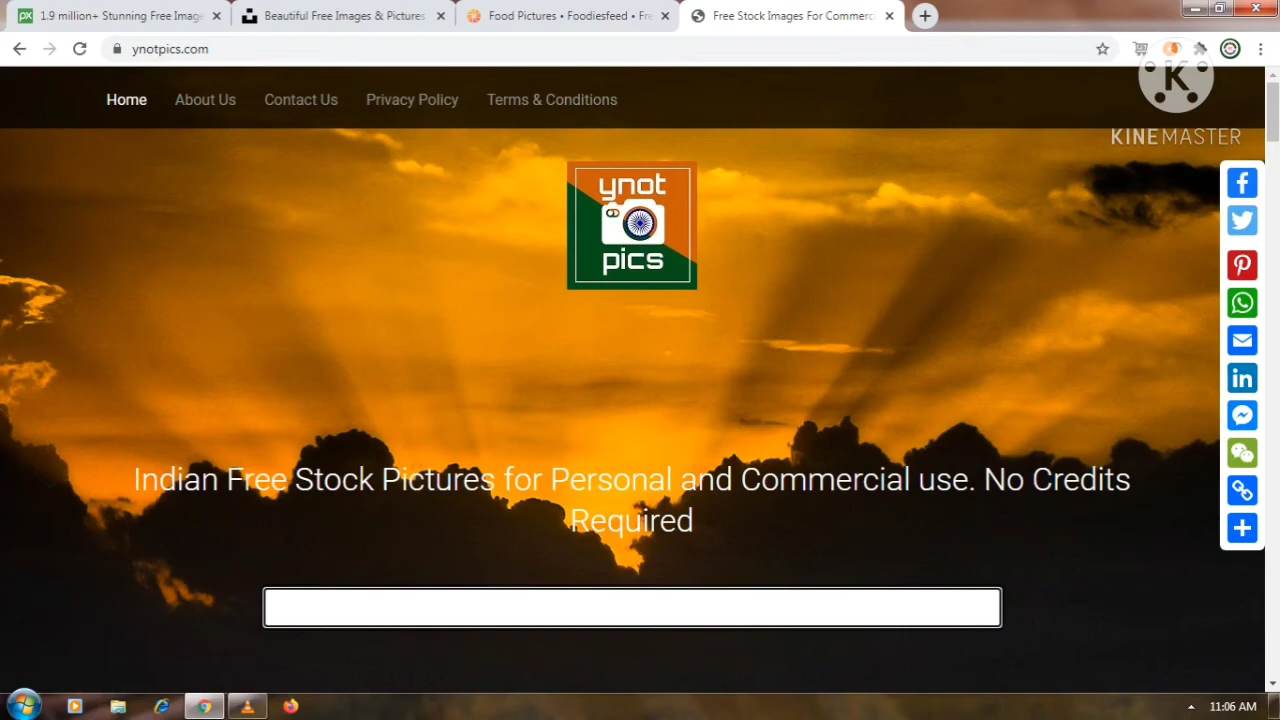 1.9 million+ Stunning Free Image
Beautiful Free Images & Pictures
Food Pictures • Foodiesfeed • Fre
Free Stock Images For Commerc
ynotpics.com
Home About Us Contact Us Privacy Policy Terms & Conditions
K
KINEMASTER
ynot
pics
Indian Free Stock Pictures for Personal and Commercial use. No Credits
Required
11:06 AM